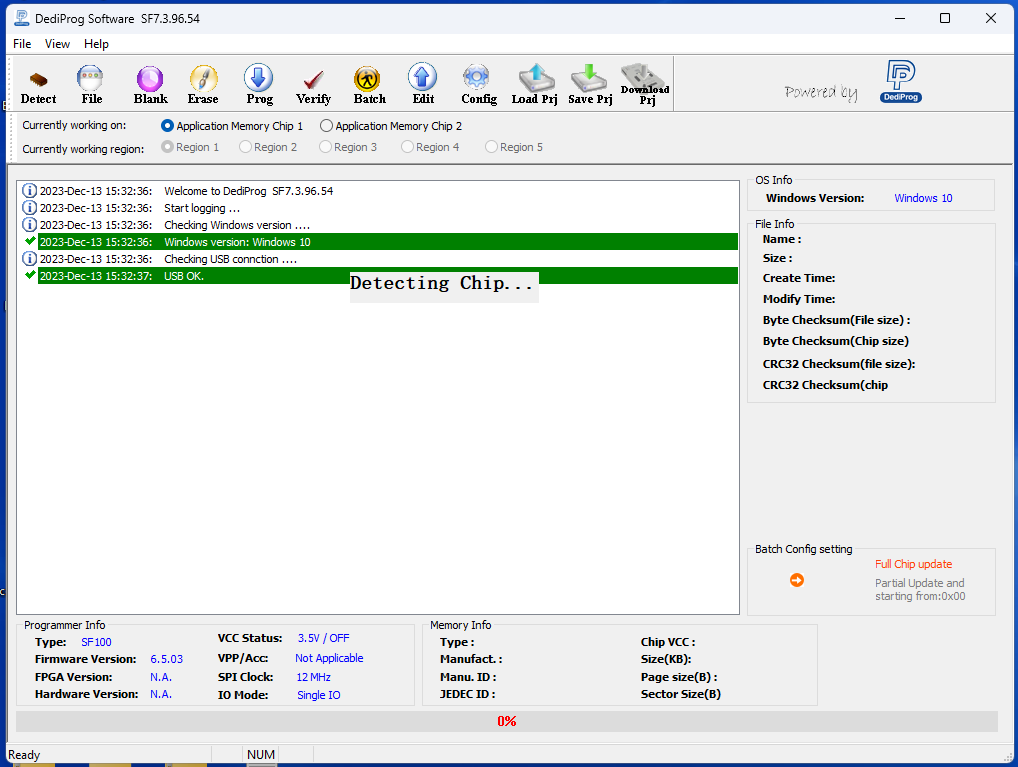 DediProg Software SF7.3.96.54
File View Help
Detect File Blank Erase Prog Verify Batch Edit Config Load Prj Save Prj Download Prj
Powered by DediProg
Currently working on: Application Memory Chip 1 Application Memory Chip 2
Currently working region: Region 1 Region 2 Region 3 Region 4 Region 5
2023-Dec-13 15:32:36: Welcome to DediProg SF7.3.96.54
2023-Dec-13 15:32:36: Start logging ...
2023-Dec-13 15:32:36: Checking Windows version ....
2023-Dec-13 15:32:36: Windows version: Windows 10
2023-Dec-13 15:32:36: Checking USB connction ....
2023-Dec-13 15:32:37: USB OK.
Detecting Chip...
OS Info
Windows Version: Windows 10
File Info
Name :
Size :
Create Time:
Modify Time:
Byte Checksum(File size) :
Byte Checksum(Chip size)
CRC32 Checksum(file size):
CRC32 Checksum(chip
Batch Config setting
Full Chip update
Partial Update and
starting from:0x00
Programmer Info
Type: SF100
Firmware Version: 6.5.03
FPGA Version: N.A.
Hardware Version: N.A.
VCC Status: 3.5V / OFF
VPP/Acc: Not Applicable
SPI Clock: 12 MHz
IO Mode: Single IO
Memory Info
Type :
Manufact. :
Manu. ID :
JEDEC ID :
Chip VCC :
Size(KB):
Page size(B) :
Sector Size(B)
0%
Ready NUM